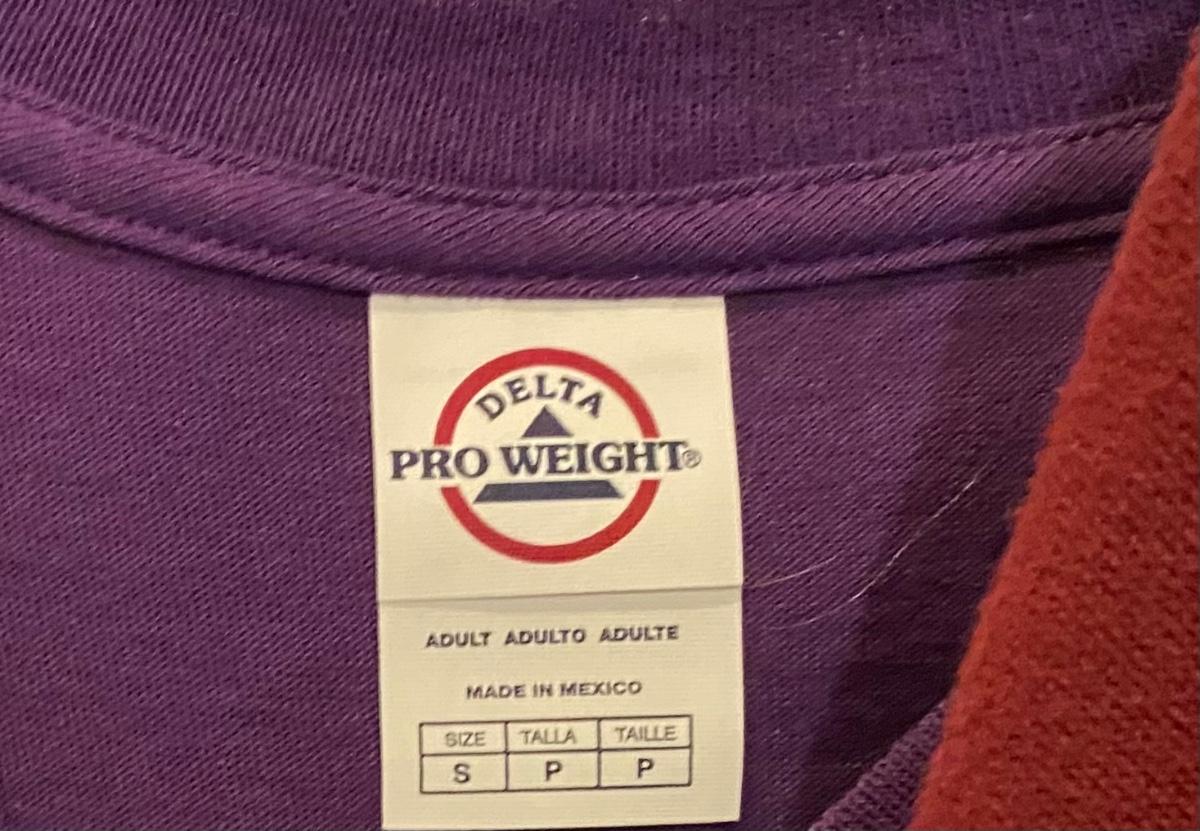 DELTA
PRO WEIGHT®
ADULT ADULTO ADULTE
MADE IN MEXICO
SIZE TALLA TAILLE
S P P